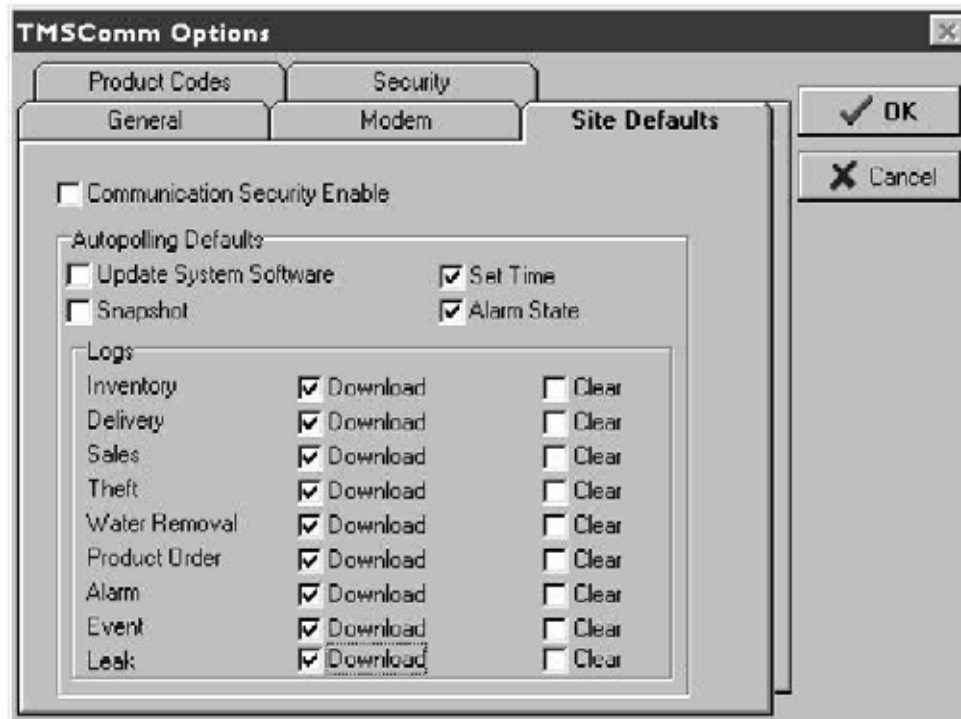 TMSComm Options
Product Codes Security
General Modem Site Defaults
OK
Cancel
Communication Security Enable
Autopolling Defaults
Update System Software Set Time
Snapshot Alarm State
Logs
Inventory Download Clear
Delivery Download Clear
Sales Download Clear
Theft Download Clear
Water Removal Download Clear
Product Order Download Clear
Alarm Download Clear
Event Download Clear
Leak Download Clear